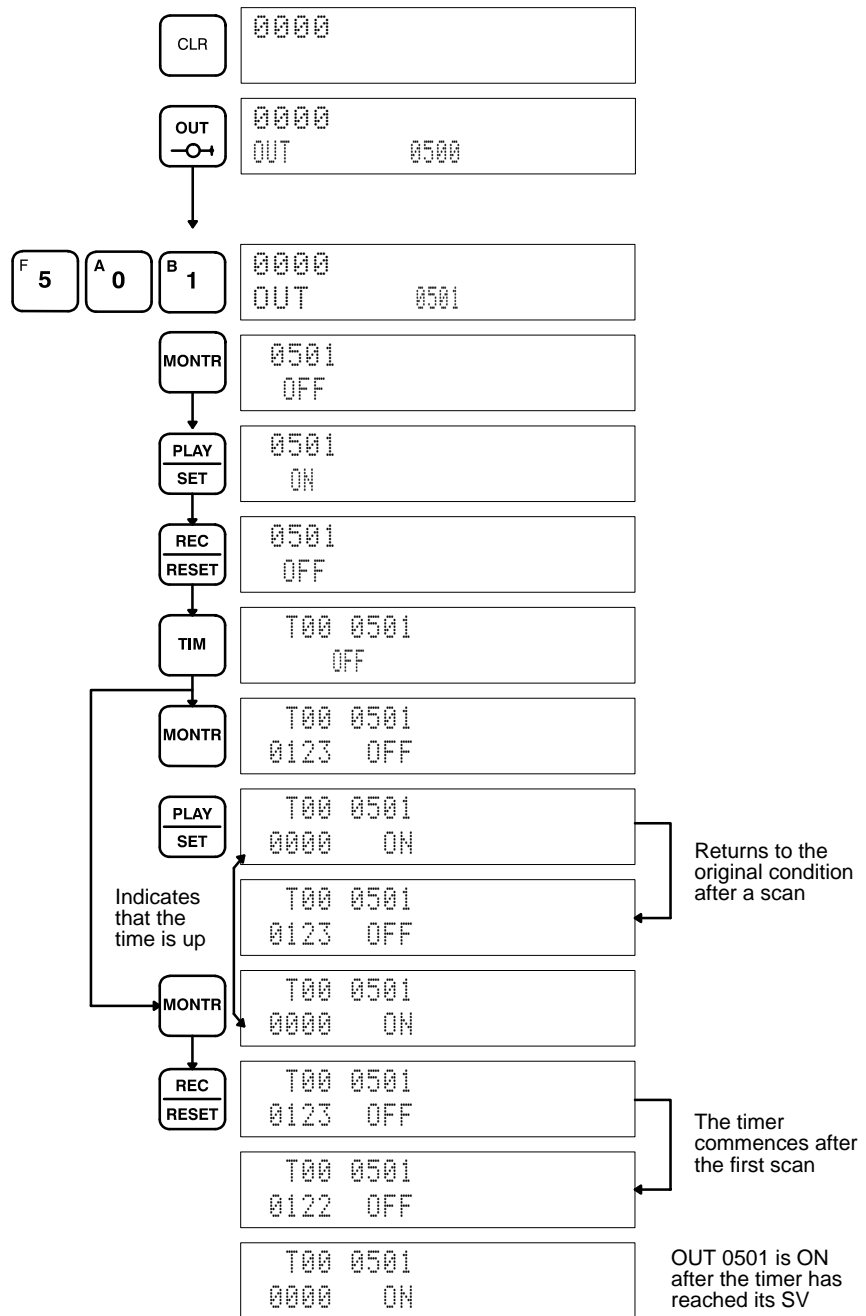 CLR
0000
OUT
0000
OUT 0500
F 5 A 0 B 1
0000
OUT 0501
MONTR
0501
OFF
PLAY
SET
0501
ON
REC
RESET
0501
OFF
TIM
T00 0501
OFF
MONTR
T00 0501
0123 OFF
PLAY
SET
T00 0501
0000 ON
Returns to the
original condition
after a scan
Indicates
that the
time is up
T00 0501
0123 OFF
MONTR
T00 0501
0000 ON
REC
RESET
T00 0501
0123 OFF
The timer
commences after
the first scan
T00 0501
0122 OFF
T00 0501
0000 ON
OUT 0501 is ON
after the timer has
reached its SV